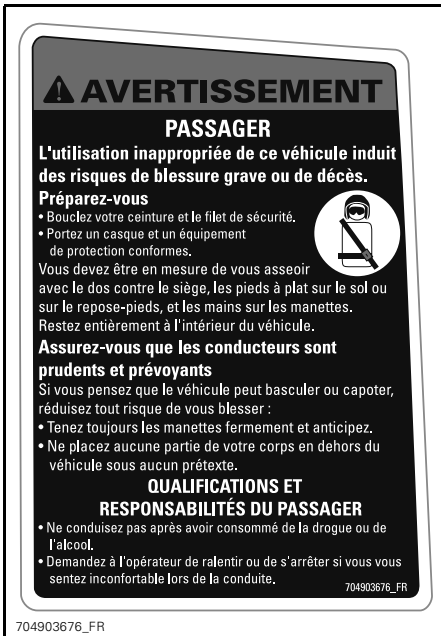 AVERTISSEMENT
PASSAGER
L'utilisation inappropriée de ce véhicule induit
des risques de blessure grave ou de décès.
Préparez-vous
• Bouclez votre ceinture et le filet de sécurité.
• Portez un casque et un équipement
de protection conformes.
Vous devez être en mesure de vous asseoir
avec le dos contre le siège, les pieds à plat sur le sol ou
sur le repose-pieds, et les mains sur les manettes.
Restez entièrement à l'intérieur du véhicule.
Assurez-vous que les conducteurs sont
prudents et prévoyants
Si vous pensez que le véhicule peut basculer ou capoter,
réduisez tout risque de vous blesser :
• Tenez toujours les manettes fermement et anticipez.
• Ne placez aucune partie de votre corps en dehors du
véhicule sous aucun prétexte.
QUALIFICATIONS ET
RESPONSABILITÉS DU PASSAGER
• Ne conduisez pas après avoir consommé de la drogue ou de
l'alcool.
• Demandez à l'opérateur de ralentir ou de s'arrêter si vous vous
sentez inconfortable lors de la conduite.
704903676_FR
704903676_FR